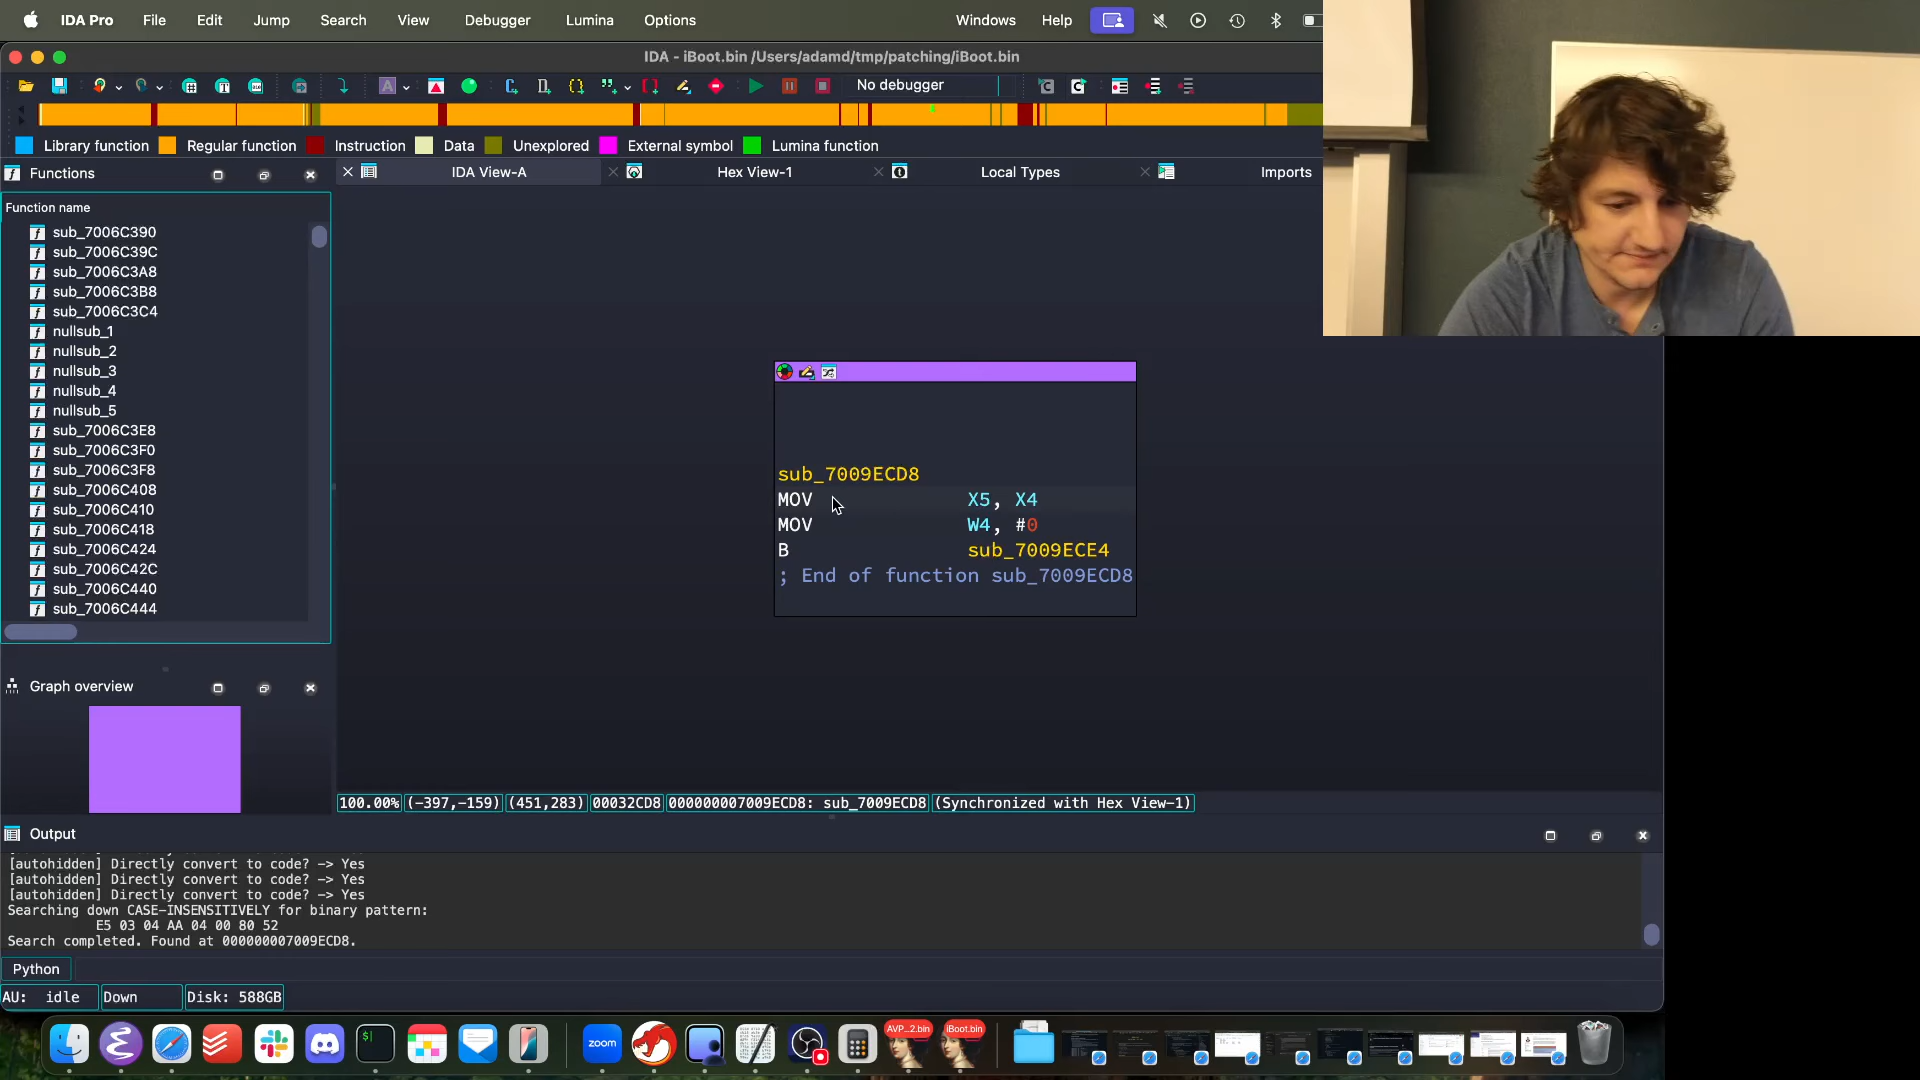 IDA Pro File Edit Jump Search View Debugger Lumina Options Windows Help
IDA - iBoot.bin /Users/adamd/tmp/patching/iBoot.bin
No debugger
Library function Regular function Instruction Data Unexplored External symbol Lumina function
Functions
IDA View-A Hex View-1 Local Types Imports
Function name
sub_7006C390
sub_7006C39C
sub_7006C3A8
sub_7006C3B8
sub_7006C3C4
nullsub_1
nullsub_2
nullsub_3
nullsub_4
nullsub_5
sub_7006C3E8
sub_7006C3F0
sub_7006C3F8
sub_7006C408
sub_7006C410
sub_7006C418
sub_7006C424
sub_7006C42C
sub_7006C440
sub_7006C444
sub_7009ECD8
MOV X5, X4
MOV W4, #0
B sub_7009ECE4
; End of function sub_7009ECD8
Graph overview
100.00% (-397,-159) (451,283) 00032CD8 000000007009ECD8: sub_7009ECD8 (Synchronized with Hex View-1)
Output
[autohidden] Directly convert to code? -> Yes
[autohidden] Directly convert to code? -> Yes
[autohidden] Directly convert to code? -> Yes
Searching down CASE-INSENSITIVELY for binary pattern:
E5 03 04 AA 04 00 80 52
Search completed. Found at 000000007009ECD8.
Python
AU: idle Down Disk: 588GB
AVP...2.bin iBoot.bin
zoom